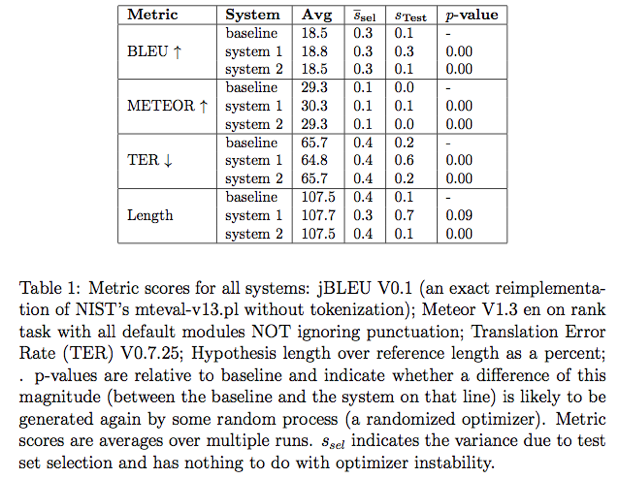 Metric System Avg s̅sel sTest p-value
baseline 18.5 0.3 0.1 -
BLEU ↑ system 1 18.8 0.3 0.3 0.00
system 2 18.5 0.3 0.1 0.00
baseline 29.3 0.1 0.0 -
METEOR ↑ system 1 30.3 0.1 0.1 0.00
system 2 29.3 0.1 0.0 0.00
baseline 65.7 0.4 0.2 -
TER ↓ system 1 64.8 0.4 0.6 0.00
system 2 65.7 0.4 0.2 0.00
baseline 107.5 0.4 0.1 -
Length system 1 107.7 0.3 0.7 0.09
system 2 107.5 0.4 0.1 0.00
Table 1: Metric scores for all systems: jBLEU V0.1 (an exact reimplementa-
tion of NIST's mteval-v13.pl without tokenization); Meteor V1.3 en on rank
task with all default modules NOT ignoring punctuation; Translation Error
Rate (TER) V0.7.25; Hypothesis length over reference length as a percent;
. p-values are relative to baseline and indicate whether a difference of this
magnitude (between the baseline and the system on that line) is likely to be
generated again by some random process (a randomized optimizer). Metric
scores are averages over multiple runs. ssel indicates the variance due to test
set selection and has nothing to do with optimizer instability.